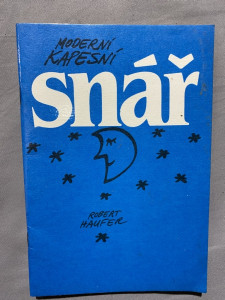 MODERNÍ
KAPESNÍ
snář
ROBERT
HAUFER